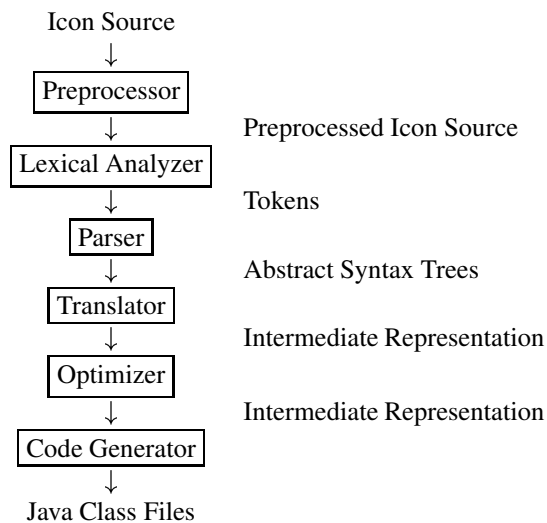 Icon Source
Preprocessor
Preprocessed Icon Source
Lexical Analyzer
Tokens
Parser
Abstract Syntax Trees
Translator
Intermediate Representation
Optimizer
Intermediate Representation
Code Generator
Java Class Files